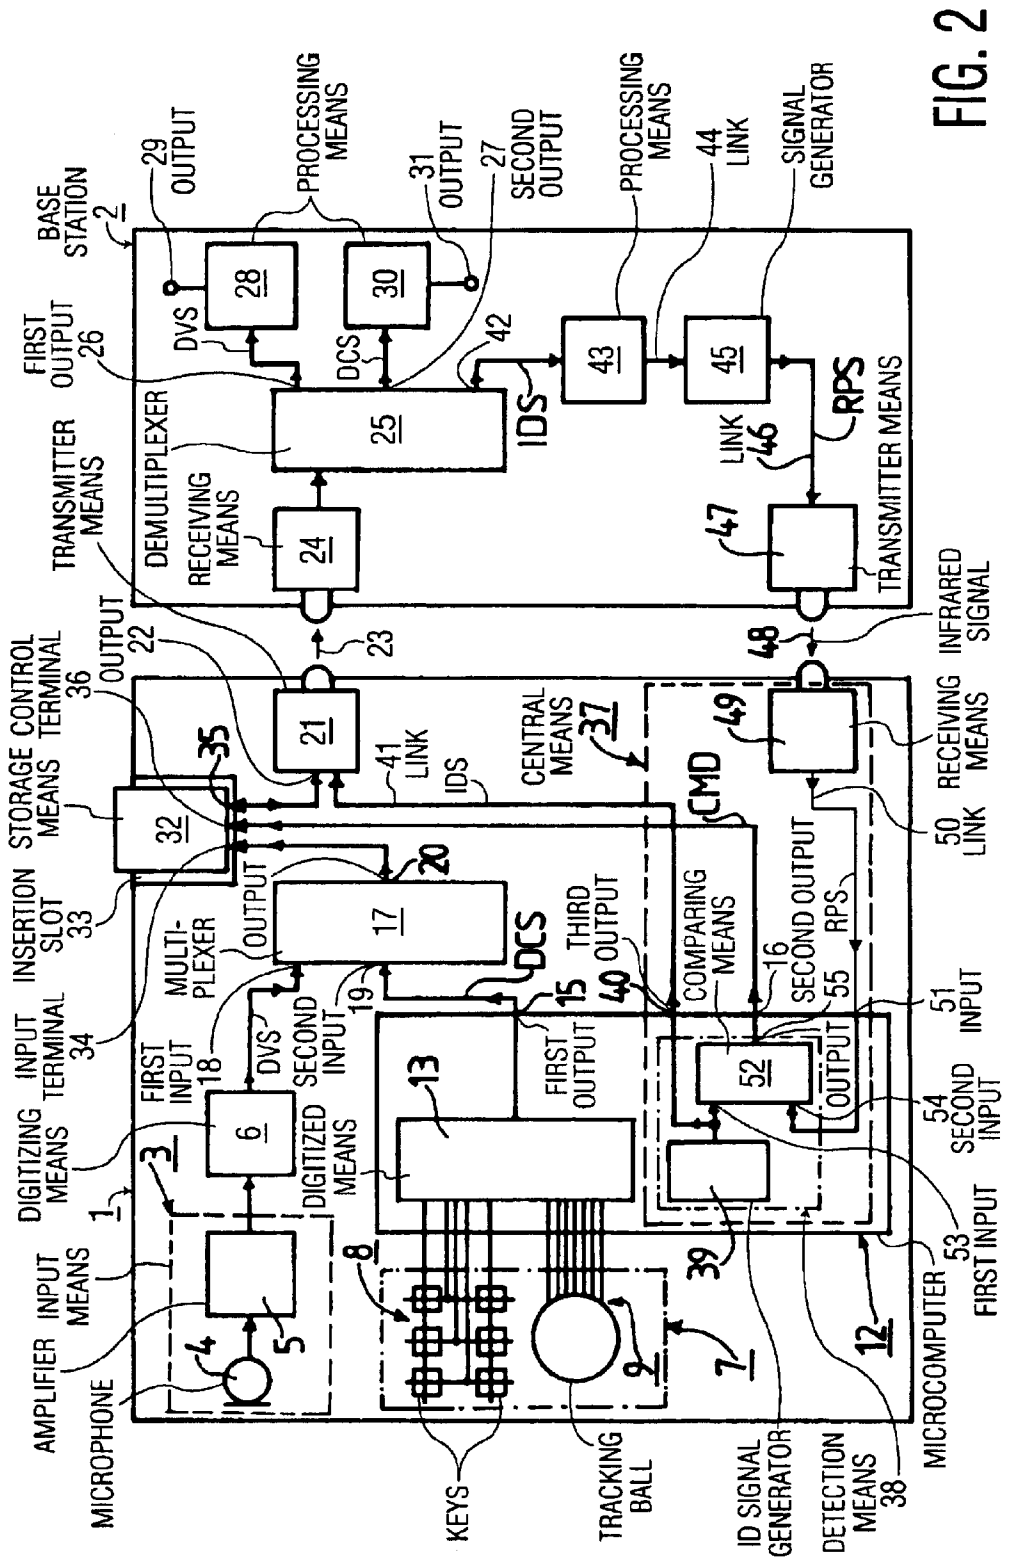 FIG. 2
MICROPHONE
AMPLIFIER
INPUT
MEANS
DIGITIZING
MEANS
INPUT
TERMINAL
34
INSERTION
SLOT
33
STORAGE
MEANS
CONTROL
TERMINAL
36
OUTPUT
22
TRANSMITTER
MEANS
FIRST
OUTPUT
26
BASE
STATION
2
29
OUTPUT
1
3
4
5
6
FIRST
INPUT
18
DVS
MULTI-
PLEXER
OUTPUT
32
35
21
23
RECEIVING
MEANS
24
DEMULTIPLEXER
25
DVS
28
PROCESSING
MEANS
DCS
30
31
OUTPUT
27
SECOND
OUTPUT
42
SECOND
INPUT
19
17
20
DCS
15
FIRST
OUTPUT
41
LINK
IDS
IDS
43
PROCESSING
MEANS
44
LINK
45
SIGNAL
GENERATOR
RPS
LINK
46
47
TRANSMITTER MEANS
8
DIGITIZED
MEANS
13
THIRD
OUTPUT
40
CENTRAL
MEANS
37
CMD
COMPARING
MEANS
16
SECOND OUTPUT
55
OUTPUT
52
49
48
INFRARED
SIGNAL
RECEIVING
MEANS
50
LINK
RPS
51
INPUT
54
SECOND
INPUT
53
FIRST INPUT
39
9
7
12
MICROCOMPUTER
KEYS
TRACKING
BALL
ID SIGNAL
GENERATOR
DETECTION
MEANS
38